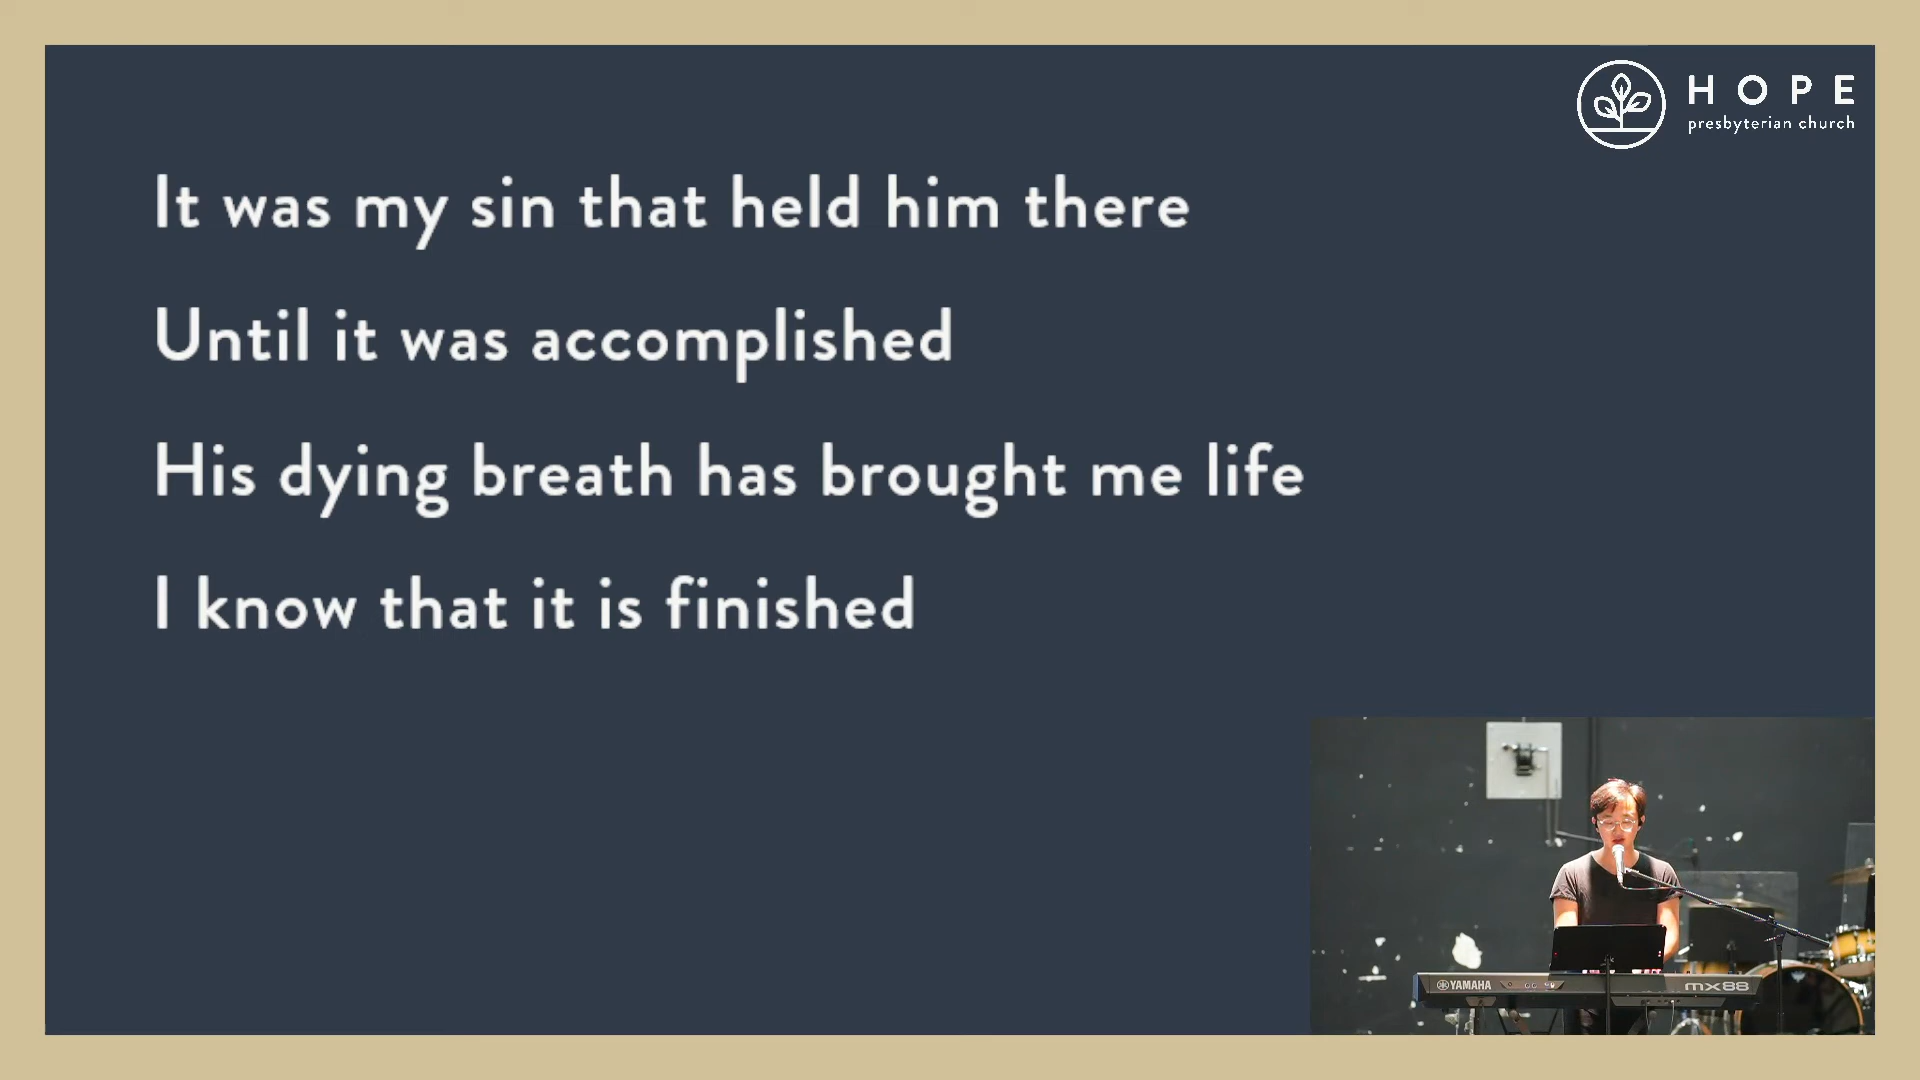 HOPE
presbyterian church
It was my sin that held him there
Until it was accomplished
His dying breath has brought me life
I know that it is finished
YAMAHA
mx88